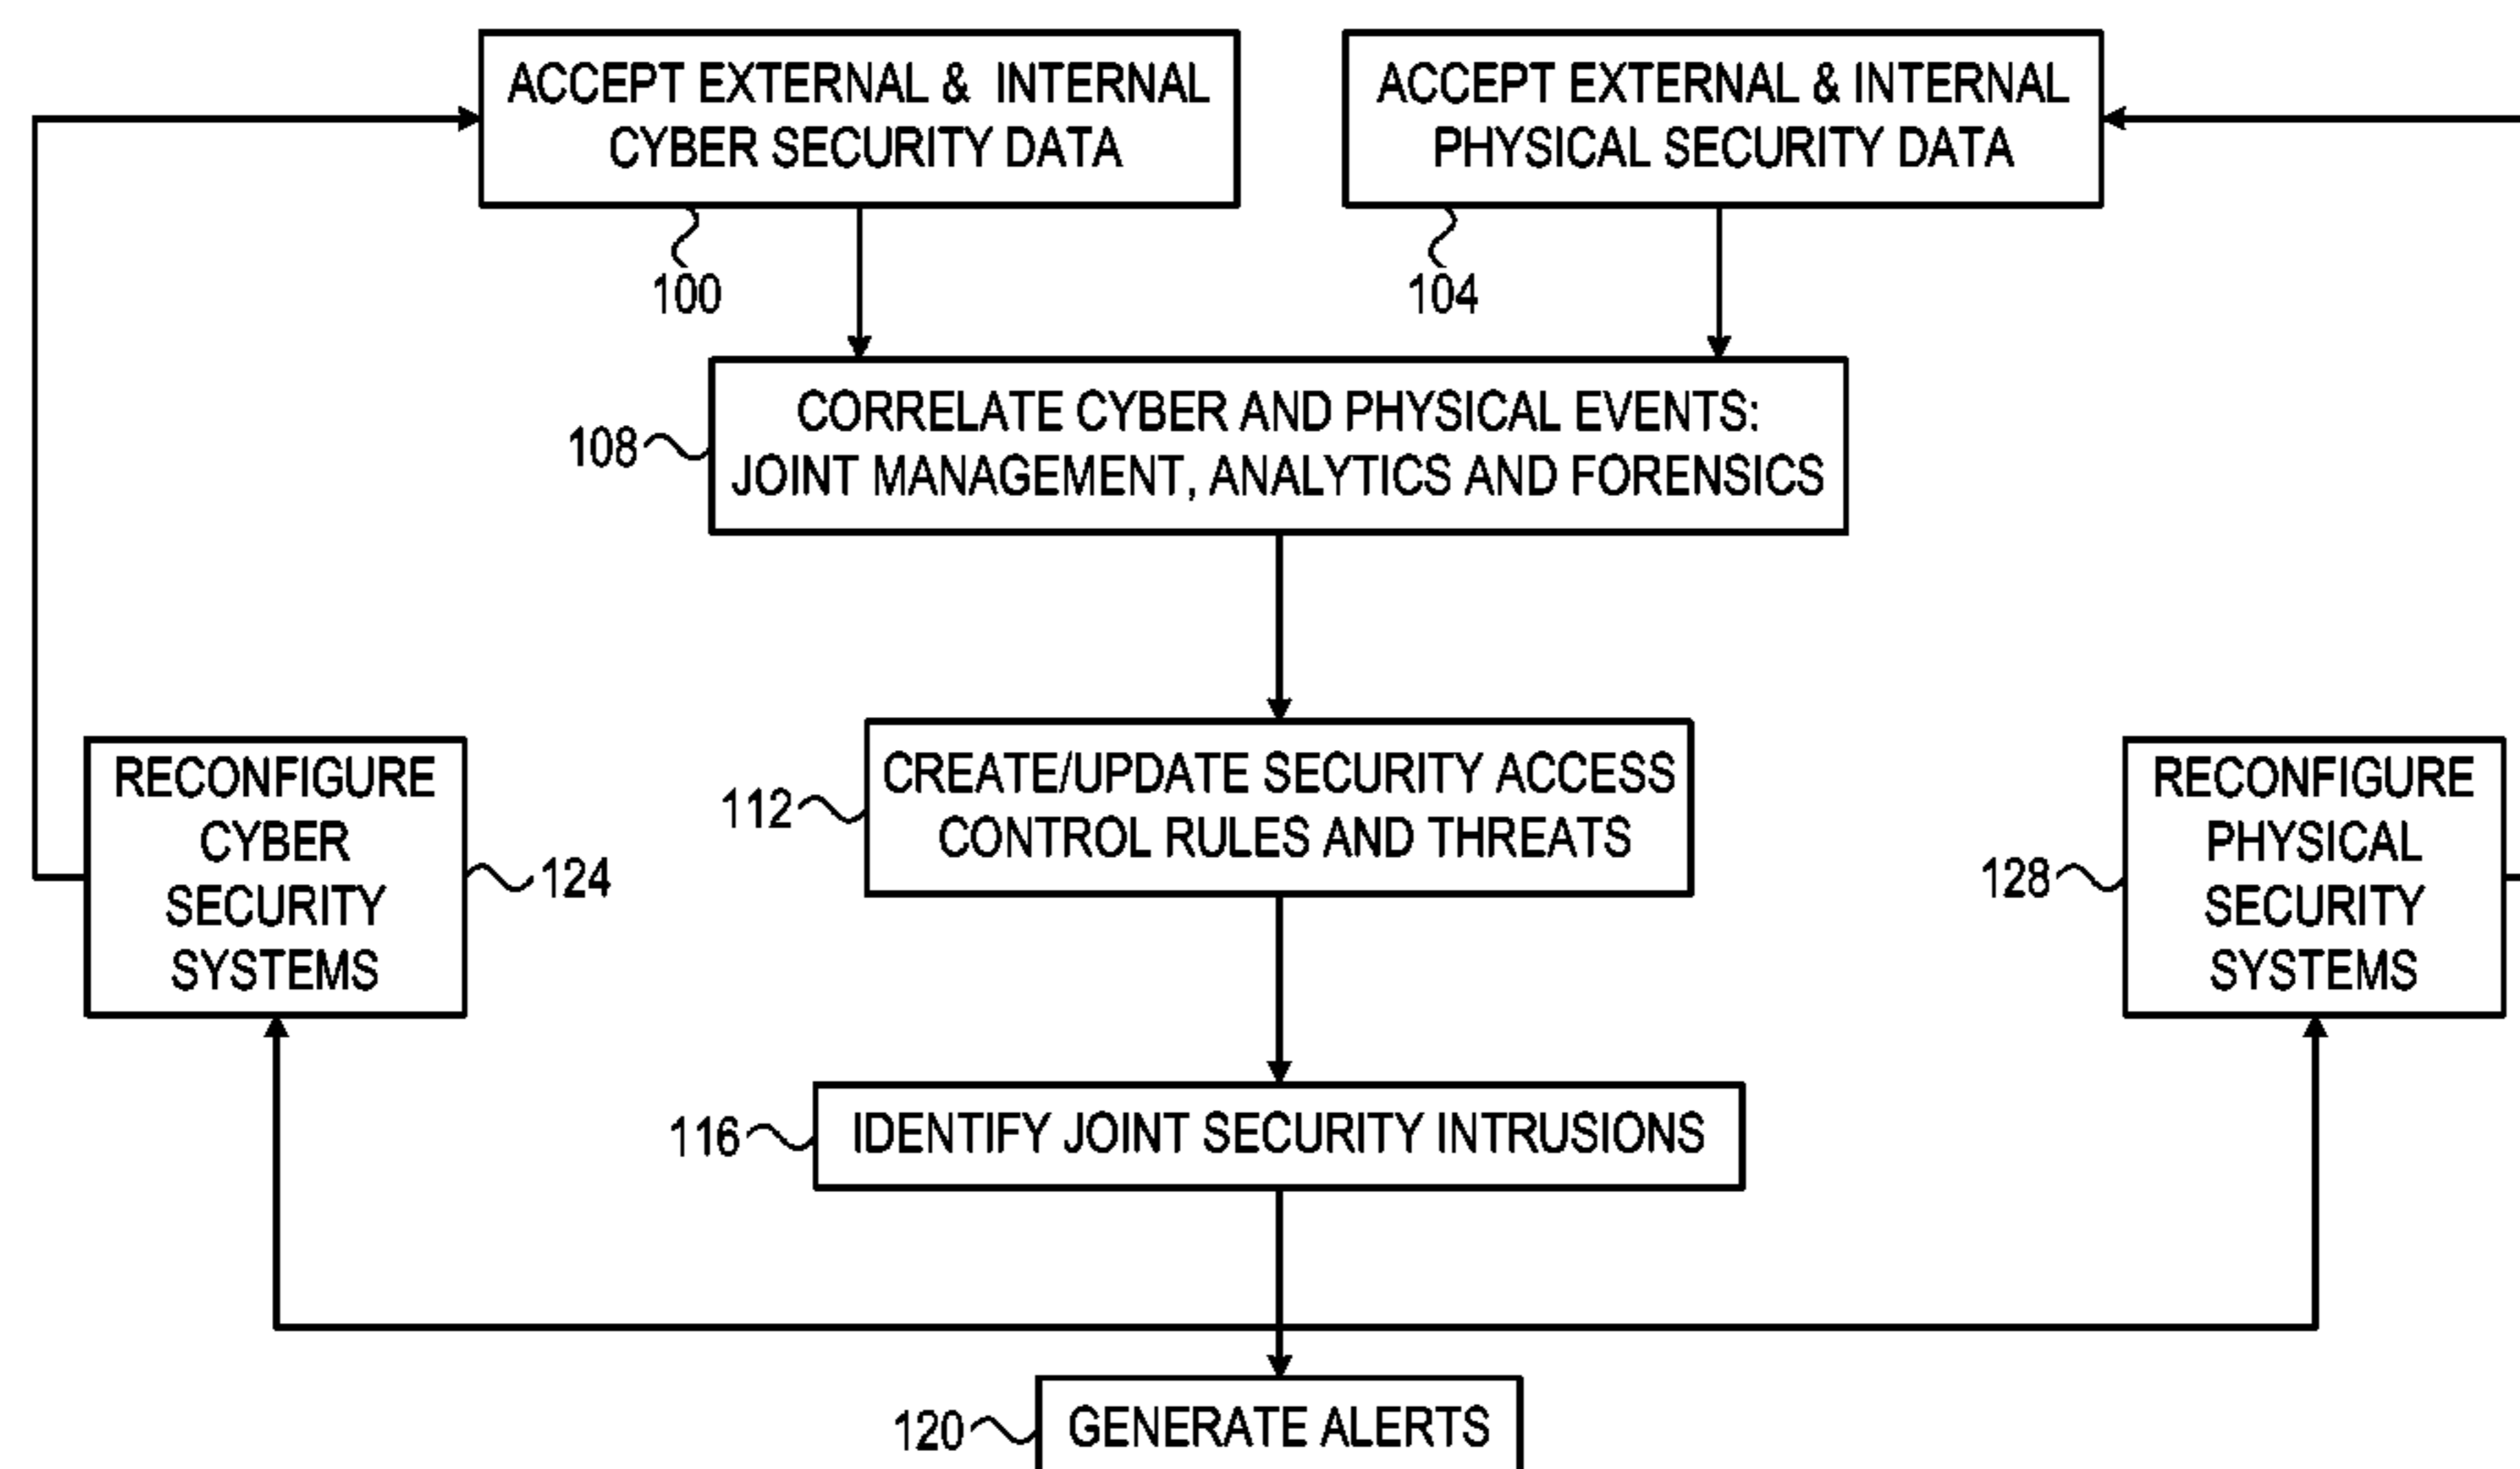 ACCEPT EXTERNAL & INTERNAL
CYBER SECURITY DATA
100
ACCEPT EXTERNAL & INTERNAL
PHYSICAL SECURITY DATA
104
CORRELATE CYBER AND PHYSICAL EVENTS:
JOINT MANAGEMENT, ANALYTICS AND FORENSICS
108
RECONFIGURE
CYBER
SECURITY
SYSTEMS
124
CREATE/UPDATE SECURITY ACCESS
CONTROL RULES AND THREATS
112
RECONFIGURE
PHYSICAL
SECURITY
SYSTEMS
128
IDENTIFY JOINT SECURITY INTRUSIONS
116
GENERATE ALERTS
120